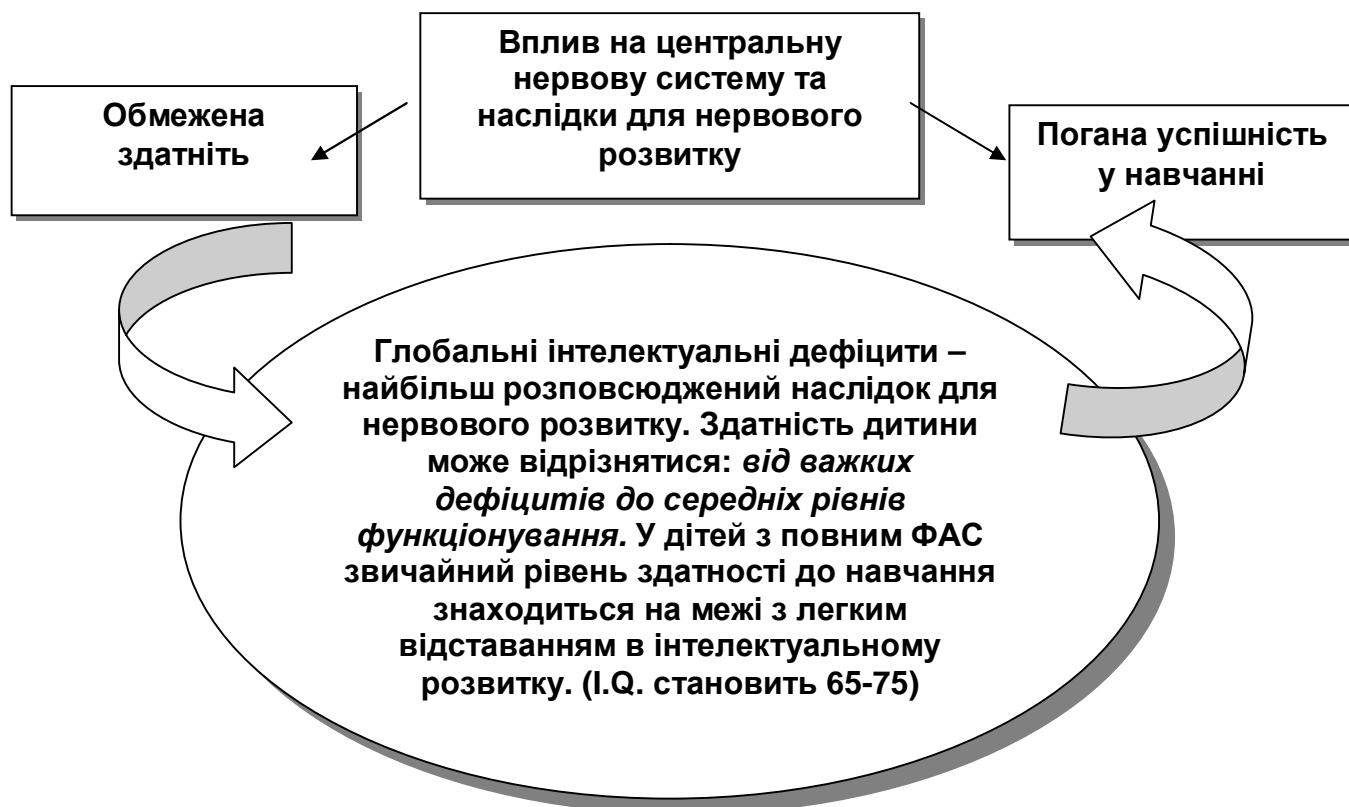 Вплив на центральну
нервову систему та
наслідки для нервового
розвитку
Обмежена
здатніть
Погана успішність
у навчанні
Глобальні інтелектуальні дефіцити –
найбільш розповсюджений наслідок для
нервового розвитку. Здатність дитини
може відрізнятися: від важких
дефіцитів до середніх рівнів
функціонування. У дітей з повним ФАС
звичайний рівень здатності до навчання
знаходиться на межі з легким
відставанням в інтелектуальному
розвитку. (I.Q. становить 65-75)